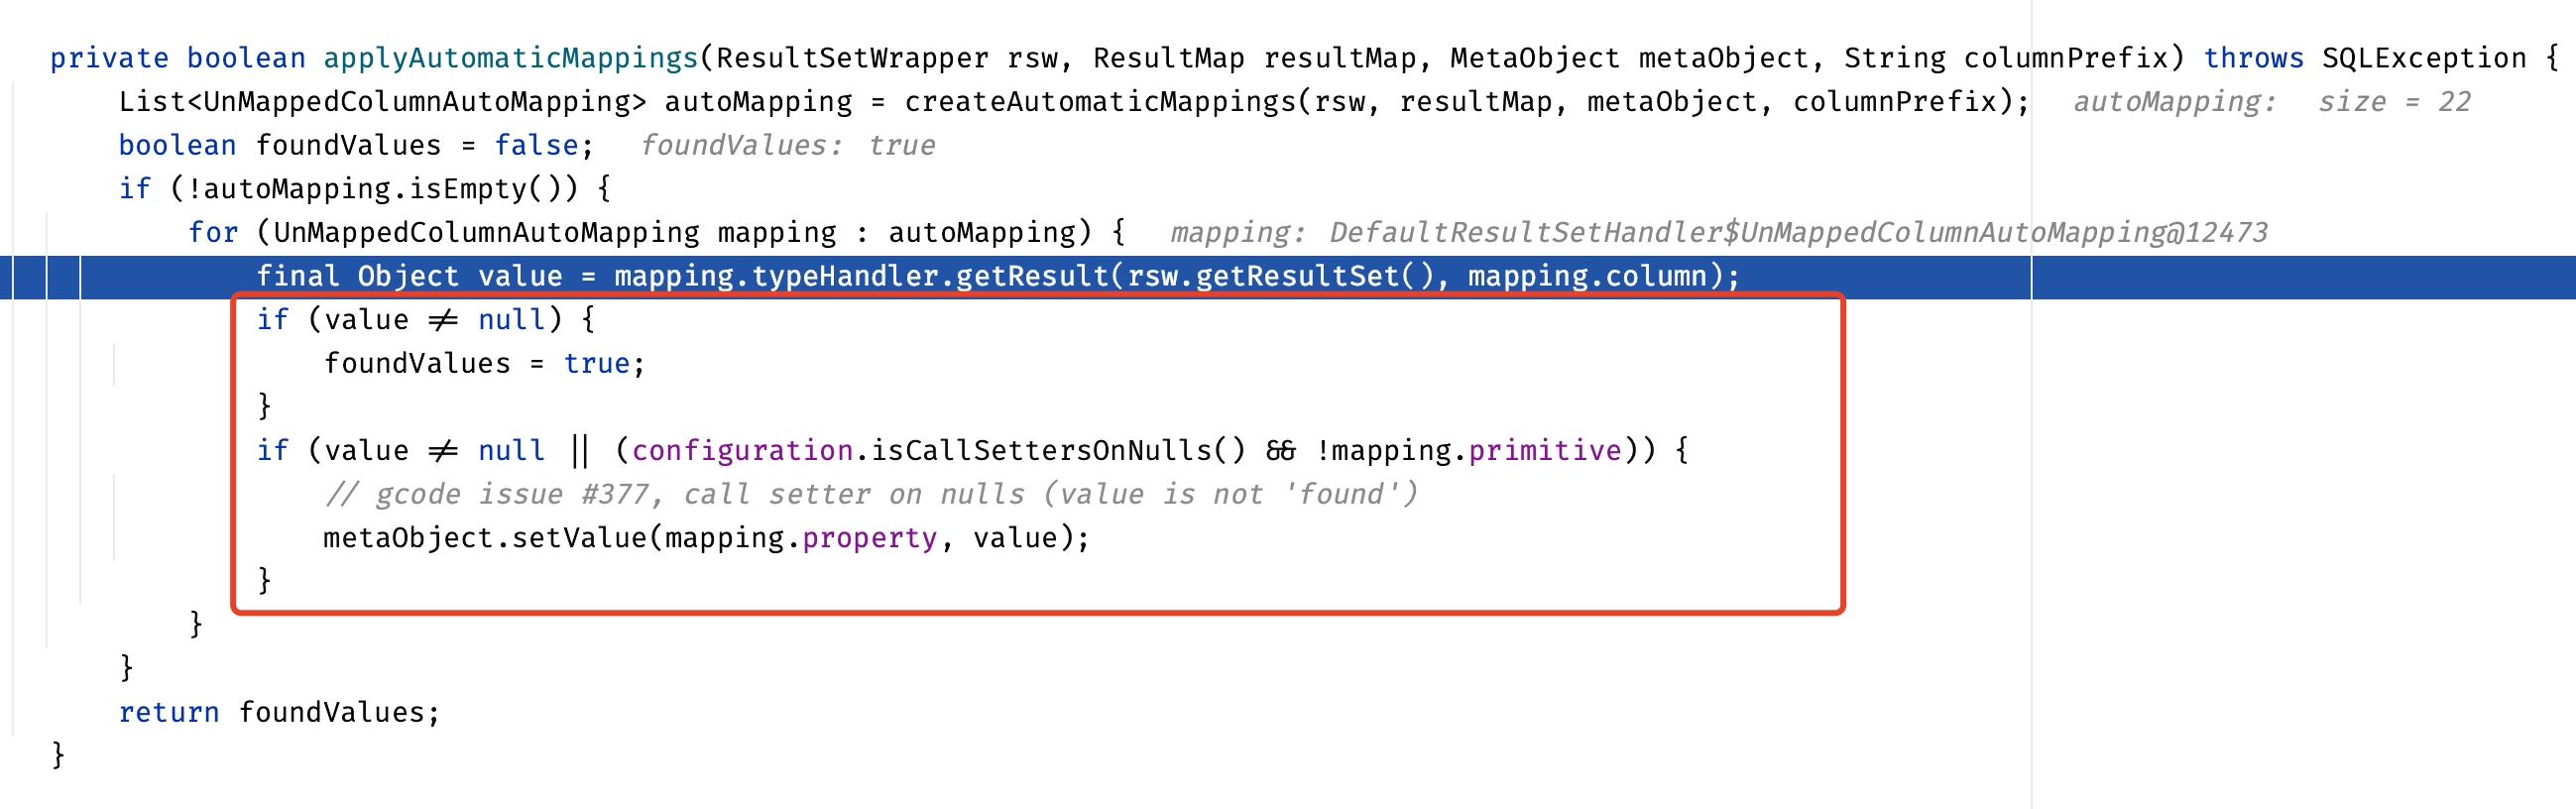 private boolean applyAutomaticMappings(ResultSetWrapper rsw, ResultMap resultMap, MetaObject metaObject, String columnPrefix) throws SQLException {
List<UnMappedColumnAutoMapping> autoMapping = createAutomaticMappings(rsw, resultMap, metaObject, columnPrefix); autoMapping: size = 22
boolean foundValues = false; foundValues: true
if (!autoMapping.isEmpty()) {
for (UnMappedColumnAutoMapping mapping : autoMapping) { mapping: DefaultResultSetHandler$UnMappedColumnAutoMapping@12473
final Object value = mapping.typeHandler.getResult(rsw.getResultSet(), mapping.column);
if (value != null) {
foundValues = true;
}
if (value != null || (configuration.isCallSettersOnNulls() && !mapping.primitive)) {
// gcode issue #377, call setter on nulls (value is not 'found')
metaObject.setValue(mapping.property, value);
}
}
}
return foundValues;
}